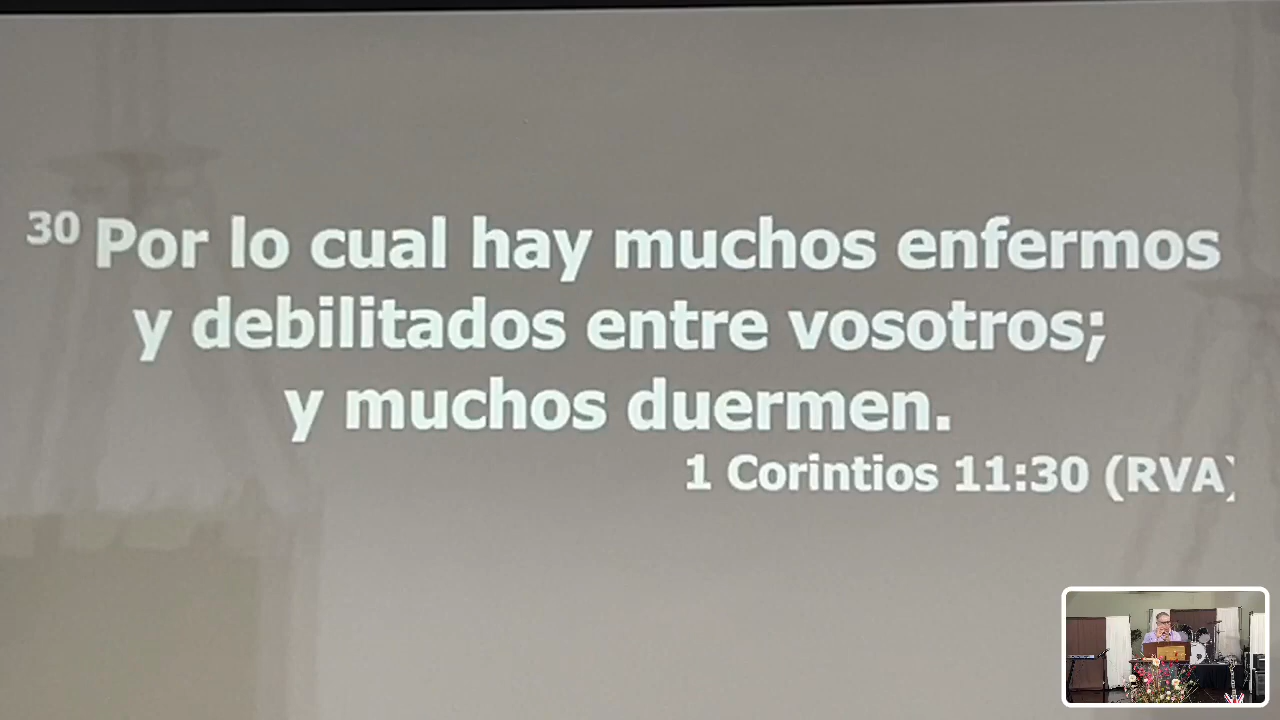 30 Por lo cual hay muchos enfermos
y debilitados entre vosotros;
y muchos duermen.
1 Corintios 11:30 (RVA)